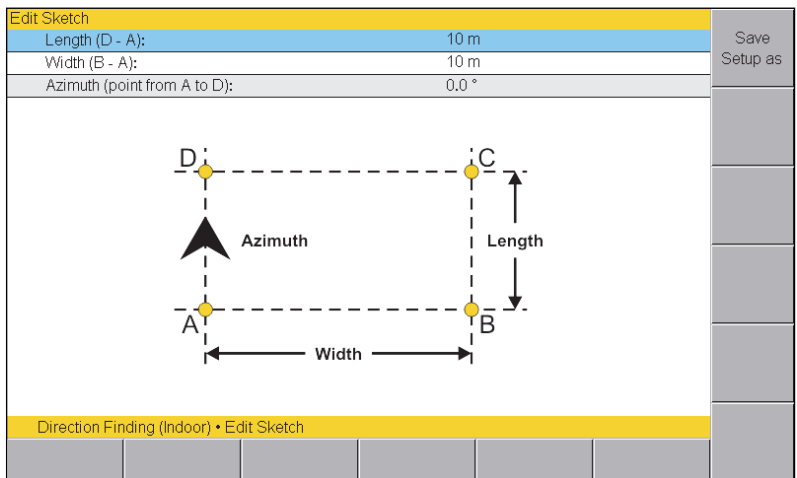 Edit Sketch
Length (D - A): 10 m
Width (B - A): 10 m
Azimuth (point from A to D): 0.0 °
Save
Setup as
D
C
Azimuth
Length
A
B
Width
Direction Finding (Indoor) • Edit Sketch